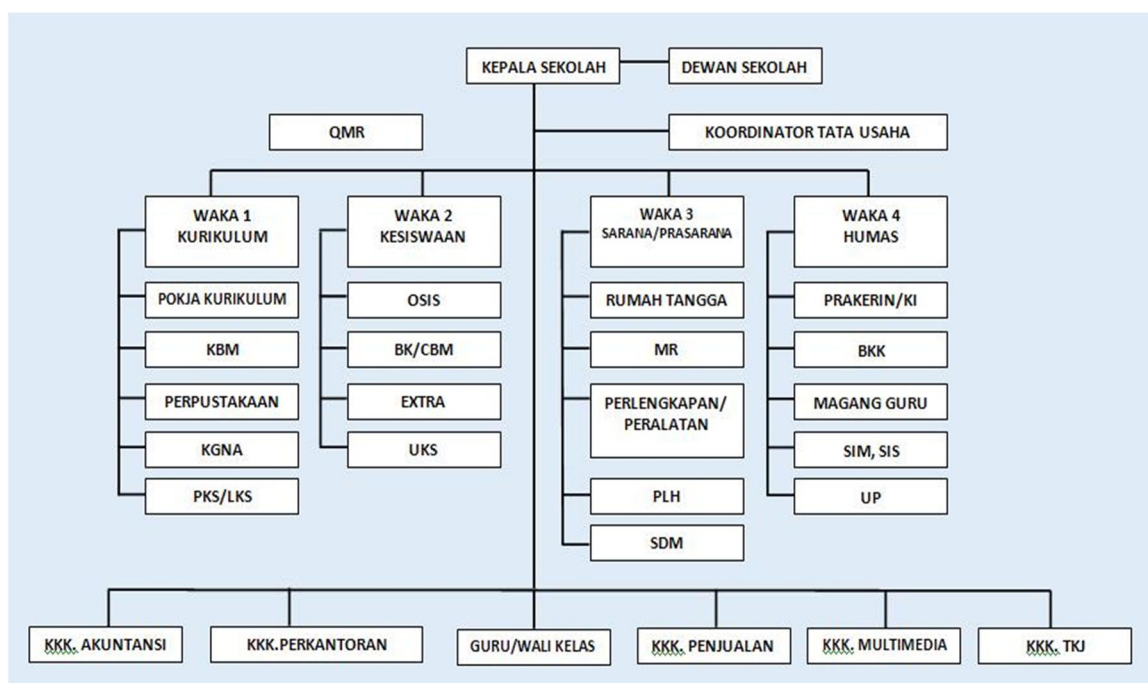 KEPALA SEKOLAH
DEWAN SEKOLAH
QMR
KOORDINATOR TATA USAHA
WAKA 1
KURIKULUM
WAKA 2
KESISWAAN
WAKA 3
SARANA/PRASARANA
WAKA 4
HUMAS
POKJA KURIKULUM
OSIS
RUMAH TANGGA
PRAKERIN/KI
KBM
BK/CBM
MR
BKK
PERPUSTAKAAN
EXTRA
PERLENGKAPAN/
PERALATAN
MAGANG GURU
KGNA
UKS
SIM, SIS
PKS/LKS
PLH
UP
SDM
KKK. AKUNTANSI
KKK.PERKANTORAN
GURU/WALI KELAS
KKK. PENJUALAN
KKK. MULTIMEDIA
KKK. TKJ